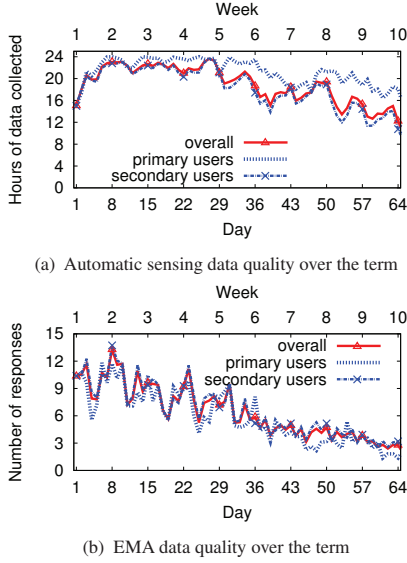 Week
1 2 3 4 5 6 7 8 9 10
24
20
16
12
8
4
0
Hours of data collected
overall
primary users
secondary users
1 8 15 22 29 36 43 50 57 64
Day
(a) Automatic sensing data quality over the term
Week
1 2 3 4 5 6 7 8 9 10
15
12
9
6
3
0
Number of responses
overall
primary users
secondary users
1 8 15 22 29 36 43 50 57 64
Day
(b) EMA data quality over the term